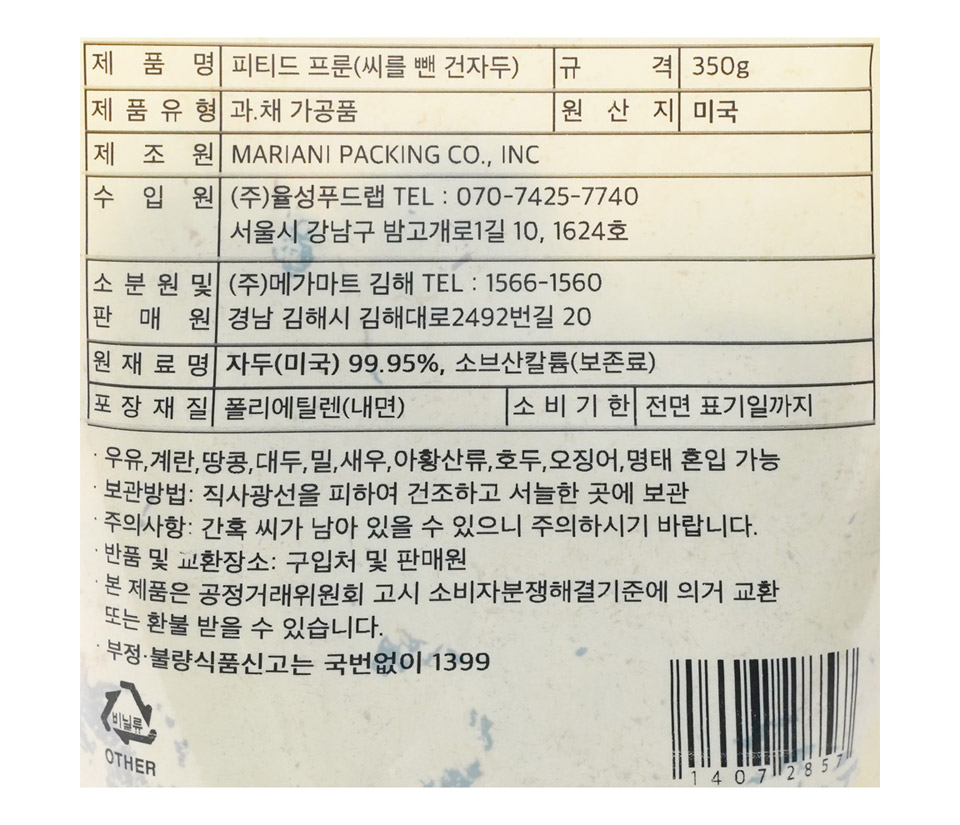 제 품 명 피티드 프룬(씨를 뺀 건자두) 규 격 350g
제 품 유 형 과.채 가공품 원 산 지 미국
제 조 원 MARIANI PACKING CO., INC
수 입 원 (주)율성푸드랩 TEL : 070-7425-7740
서울시 강남구 밤고개로1길 10, 1624호
소 분 원 및 (주)메가마트 김해 TEL : 1566-1560
판 매 원 경남 김해시 김해대로2492번길 20
원 재 료 명 자두(미국) 99.95%, 소브산칼륨(보존료)
포 장 재 질 폴리에틸렌(내면) 소 비 기 한 전면 표기일까지
· 우유,계란,땅콩,대두,밀,새우,아황산류,호두,오징어,명태 혼입 가능
· 보관방법: 직사광선을 피하여 건조하고 서늘한 곳에 보관
· 주의사항: 간혹 씨가 남아 있을 수 있으니 주의하시기 바랍니다.
· 반품 및 교환장소: 구입처 및 판매원
· 본 제품은 공정거래위원회 고시 소비자분쟁해결기준에 의거 교환
또는 환불 받을 수 있습니다.
· 부정·불량식품신고는 국번없이 1399
비닐류
OTHER
1 4 0 7 2 8 5 7